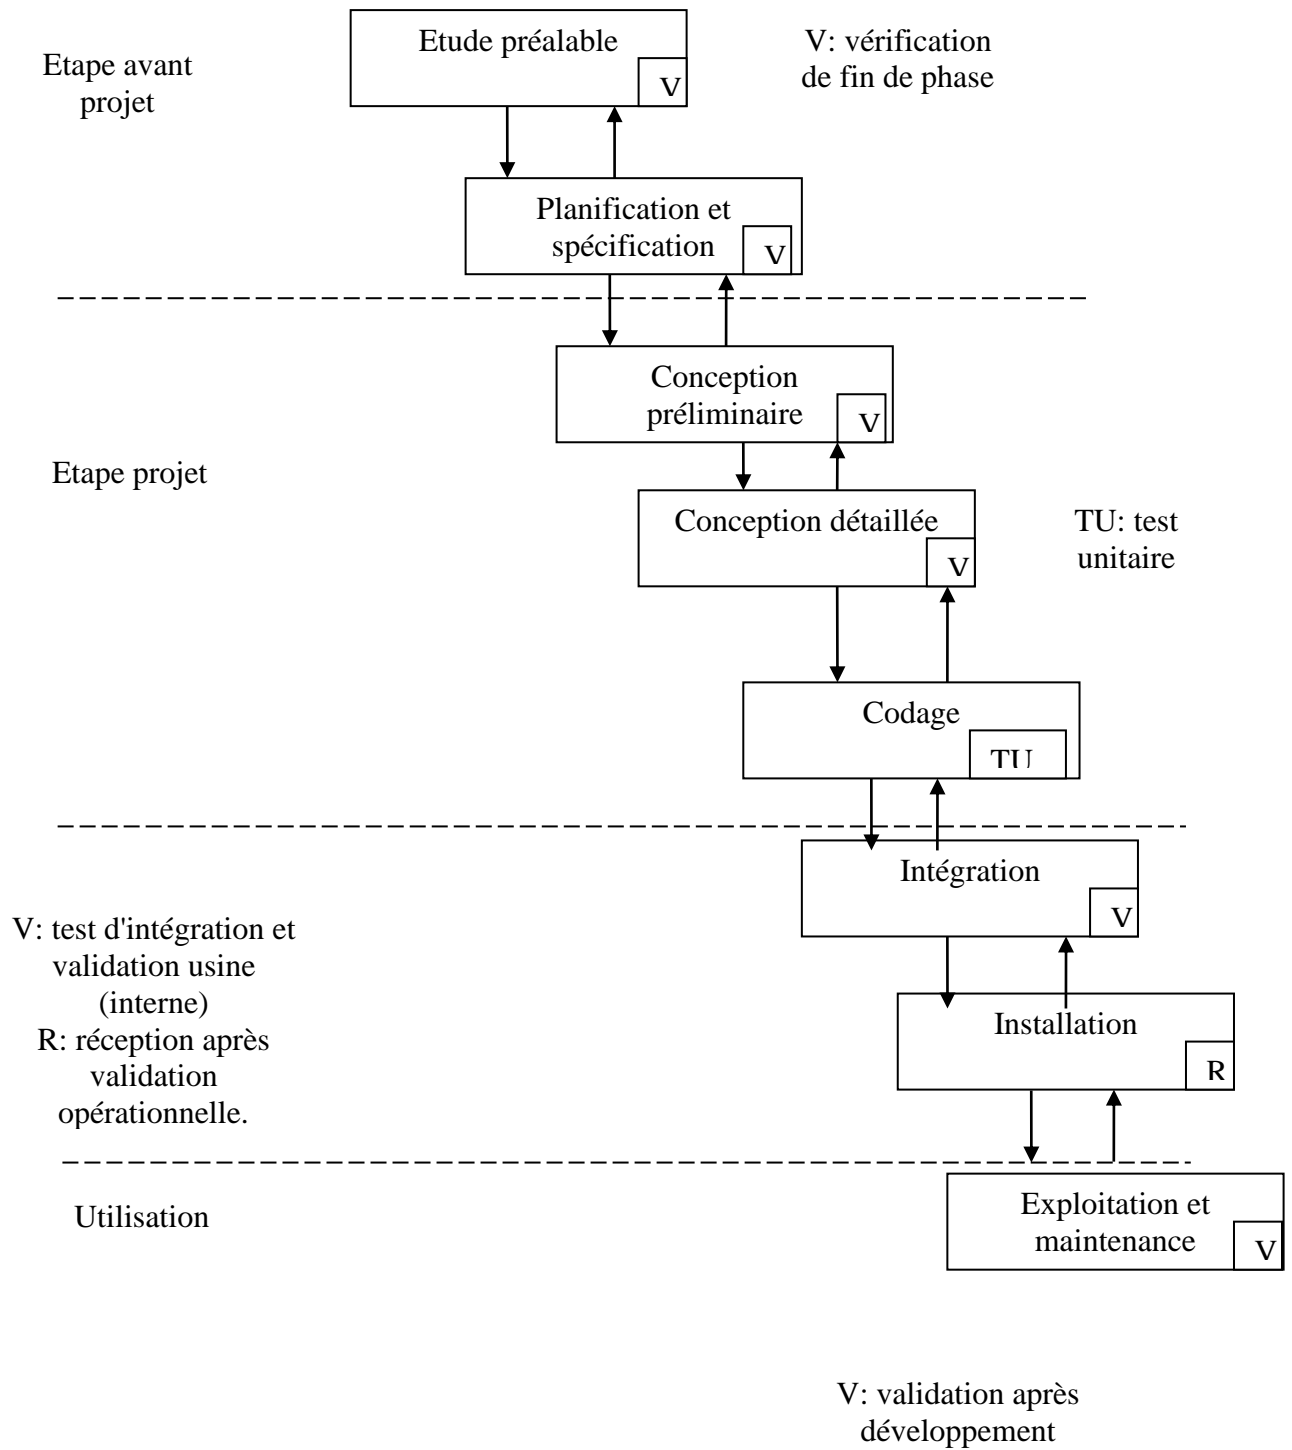 Etude préalable
V
V: vérification
de fin de phase
Etape avant
projet
Planification et
spécification
V
Conception
préliminaire
V
Etape projet
Conception détaillée
V
TU: test
unitaire
Codage
TU
Intégration
V
V: test d'intégration et
validation usine
(interne)
R: réception après
validation
opérationnelle.
Installation
R
Utilisation
Exploitation et
maintenance
V
V: validation après
développement